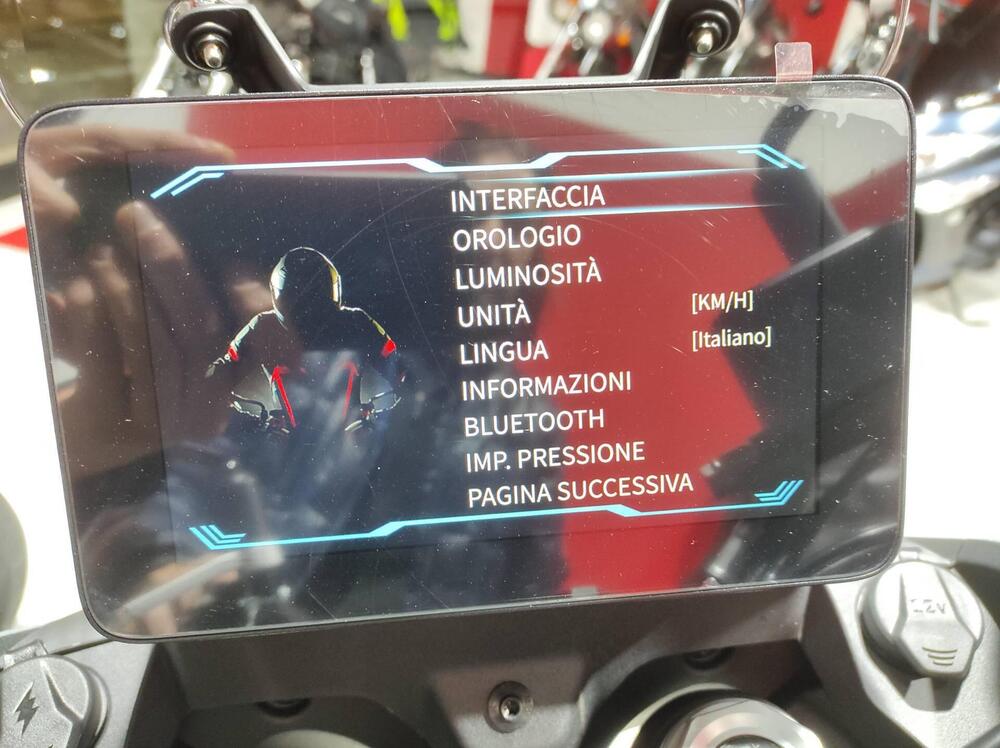 INTERFACCIA
OROLOGIO
LUMINOSITÀ
UNITÀ [KM/H]
LINGUA [Italiano]
INFORMAZIONI
BLUETOOTH
IMP. PRESSIONE
PAGINA SUCCESSIVA
12V